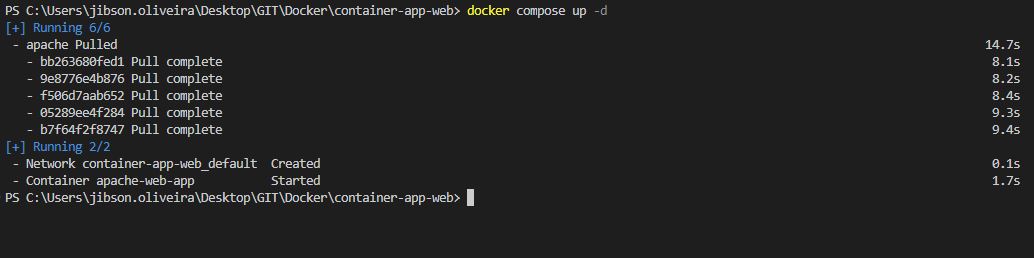 PS C:\Users\jibson.oliveira\Desktop\GIT\Docker\container-app-web> docker compose up -d
[+] Running 6/6
- apache Pulled 14.7s
- bb263680fed1 Pull complete 8.1s
- 9e8776e4b876 Pull complete 8.2s
- f506d7aab652 Pull complete 8.4s
- 05289ee4f284 Pull complete 9.3s
- b7f64f2f8747 Pull complete 9.4s
[+] Running 2/2
- Network container-app-web_default Created 0.1s
- Container apache-web-app Started 1.7s
PS C:\Users\jibson.oliveira\Desktop\GIT\Docker\container-app-web>